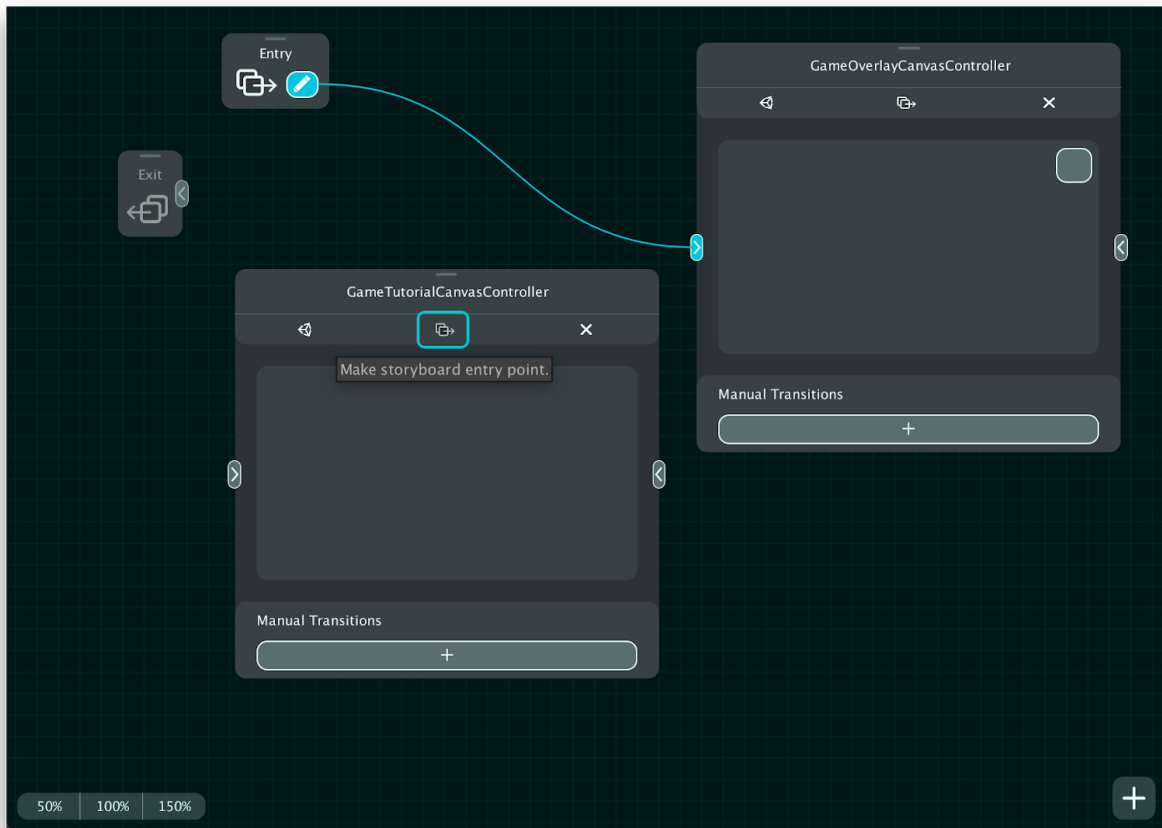 Entry
GameOverlayCanvasController
Exit
GameTutorialCanvasController
Make storyboard entry point.
Manual Transitions
+
Manual Transitions
+
50% 100% 150%
+